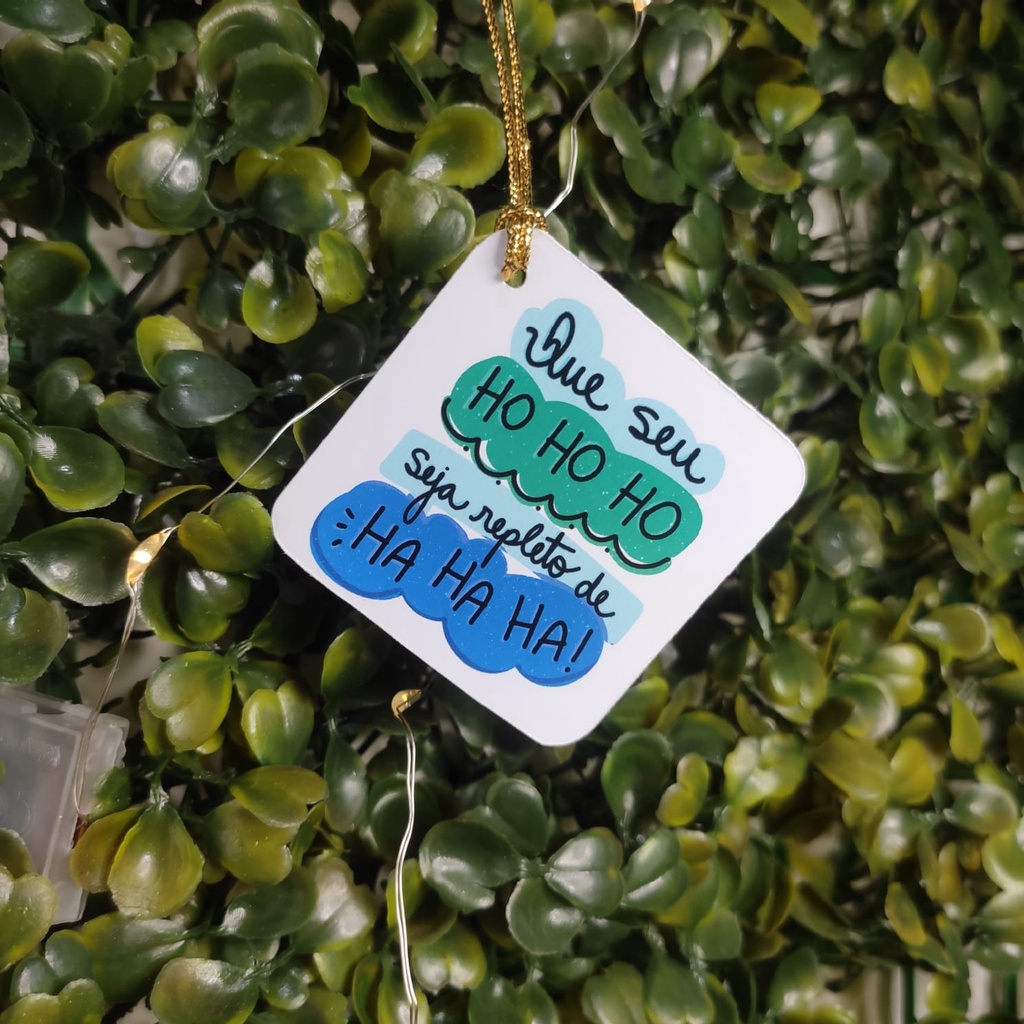 Que seu
HO HO HO
seja repleto de
HA HA HA!